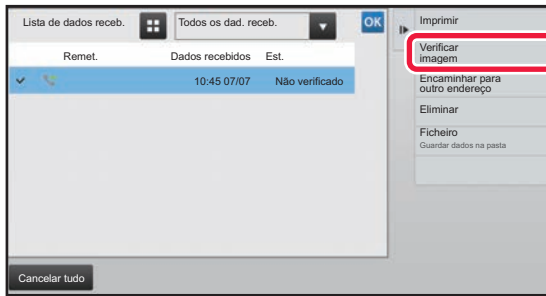 Lista de dados receb.
Todos os dad. receb.
OK
Remet.
Dados recebidos
Est.
10:45 07/07
Não verificado
Cancelar tudo
Imprimir
Verificar
imagem
Encaminhar para
outro endereço
Eliminar
Ficheiro
Guardar dados na pasta